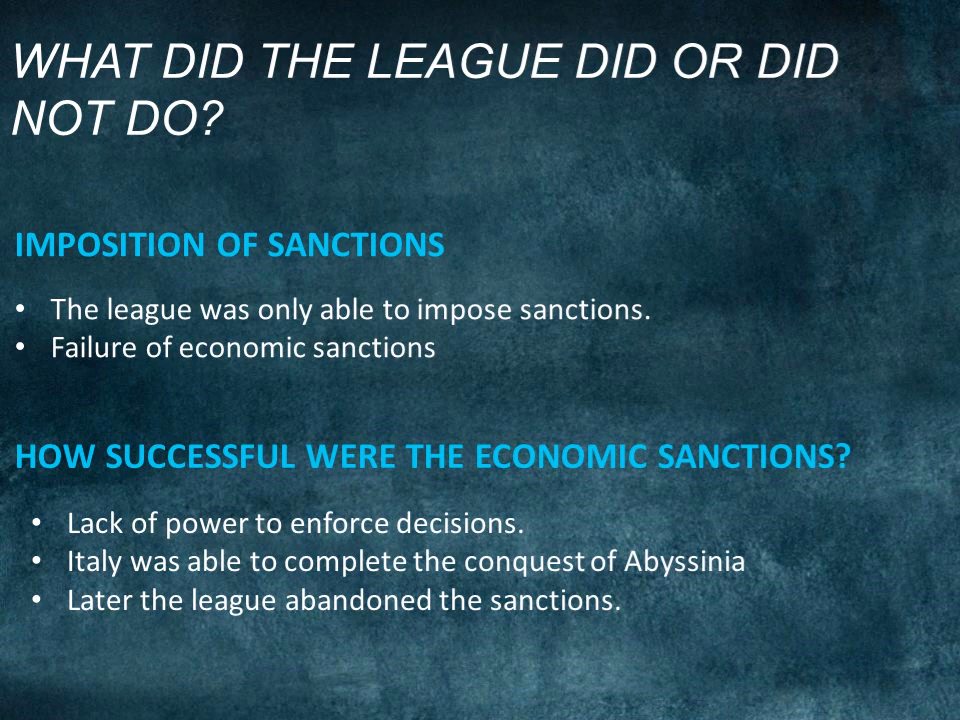 WHAT DID THE LEAGUE DID OR DID
NOT DO?
IMPOSITION OF SANCTIONS
• The league was only able to impose sanctions.
• Failure of economic sanctions
HOW SUCCESSFUL WERE THE ECONOMIC SANCTIONS?
• Lack of power to enforce decisions.
• Italy was able to complete the conquest of Abyssinia
• Later the league abandoned the sanctions.